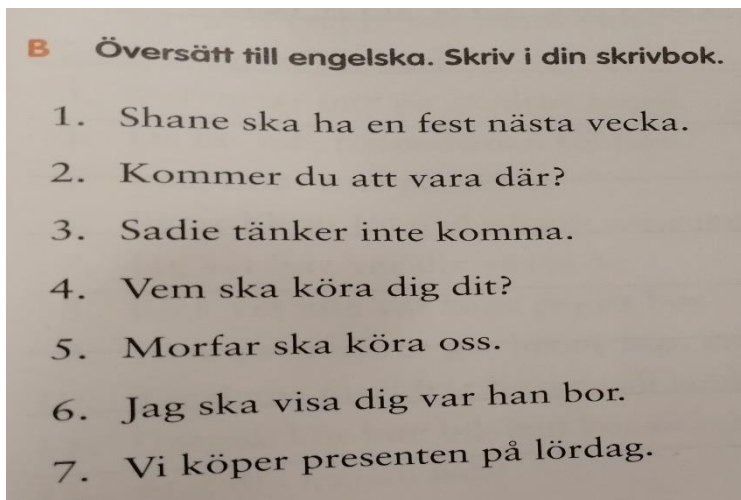 B Översätt till engelska. Skriv i din skrivbok.
1. Shane ska ha en fest nästa vecka.
2. Kommer du att vara där?
3. Sadie tänker inte komma.
4. Vem ska köra dig dit?
5. Morfar ska köra oss.
6. Jag ska visa dig var han bor.
7. Vi köper presenten på lördag.